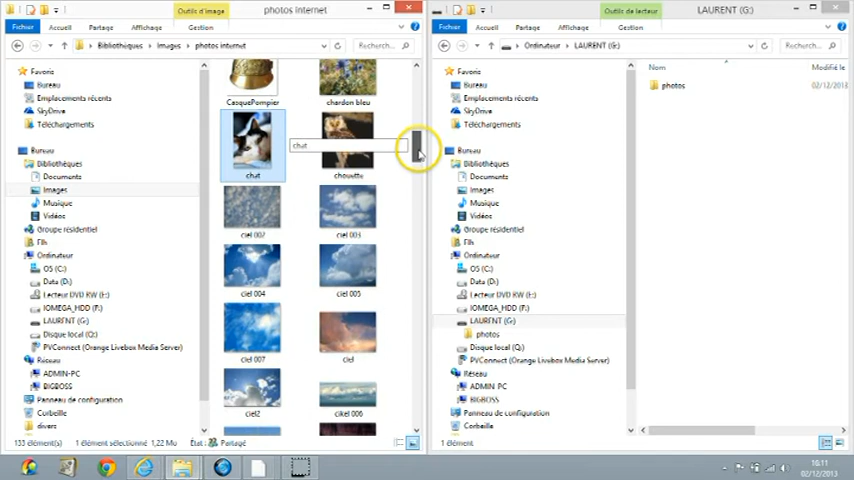 Outils d'image
photos internet
Fichier
Accueil
Partage
Affichage
Gestion
Bibliothèques
Images
photos internet
Recherc...
Favoris
Bureau
Emplacements récents
SkyDrive
Téléchargements
Bureau
Bibliothèques
Documents
Images
Musique
Vidéos
Groupe résidentiel
Ordinateur
OS (C:)
Data (D:)
Lecteur DVD RW (E:)
IOMEGA_HDD (F:)
LAURENT (G:)
Disque local (Q:)
PVConnect (Orange Livebox Media Server)
Réseau
ADMIN-PC
BIGBOSS
Panneau de configuration
Corbeille
divers
CasquePompier
chardon bleu
chat
chat
chouette
ciel 002
ciel 003
ciel 004
ciel 005
ciel 007
ciel
ciel2
cikel 006
133 élément(s)
1 élément sélectionné 1,22 Mo
État :
Partagé
Outils de lecteur
LAURENT (G:)
Fichier
Accueil
Partage
Affichage
Gestion
Ordinateur
LAURENT (G:)
Recherc...
Favoris
Bureau
Emplacements récents
SkyDrive
Téléchargements
Bureau
Bibliothèques
Documents
Images
Musique
Vidéos
Groupe résidentiel
Ordinateur
OS (C:)
Data (D:)
Lecteur DVD RW (E:)
IOMEGA_HDD (F:)
LAURENT (G:)
photos
Disque local (Q:)
PVConnect (Orange Livebox Media Server)
Réseau
ADMIN-PC
BIGBOSS
Panneau de configuration
Corbeille
Nom
Modifié le
photos
02/12/2013
1 élément
16:11
02/12/2013